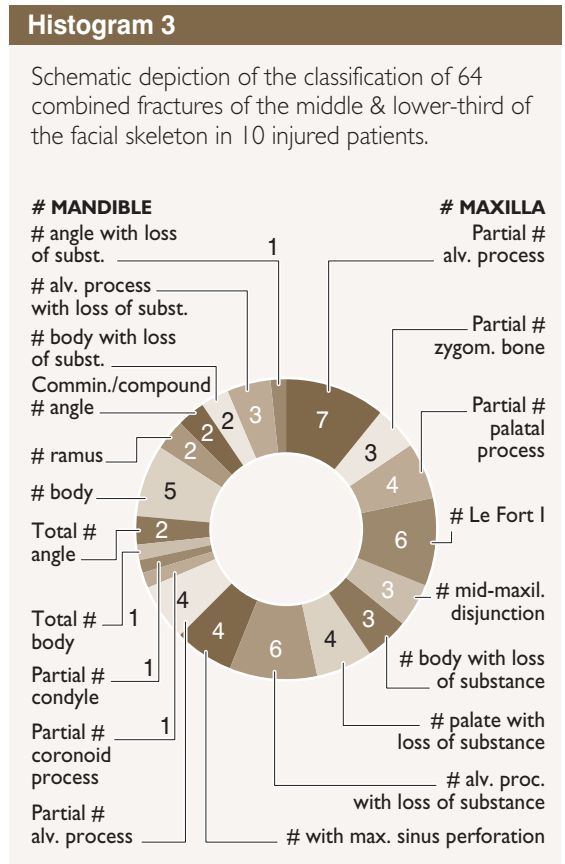 Histogram 3
Schematic depiction of the classification of 64
combined fractures of the middle & lower-third of
the facial skeleton in 10 injured patients.
# MANDIBLE
# angle with loss
of subst.
1
# alv. process
with loss of subst.
3
# body with loss
of subst.
2
Commin./compound
# angle
2
# ramus
2
# body
5
Total #
angle
2
Total #
body
1
Partial #
condyle
1
Partial #
coronoid
process
1
Partial #
alv. process
4
# MAXILLA
Partial #
alv. process
7
Partial #
zygom. bone
3
Partial #
palatal
process
4
# Le Fort I
6
# mid-maxil.
disjunction
3
# body with loss
of substance
3
# palate with
loss of substance
4
# alv. proc.
with loss of substance
6
# with max. sinus perforation
4